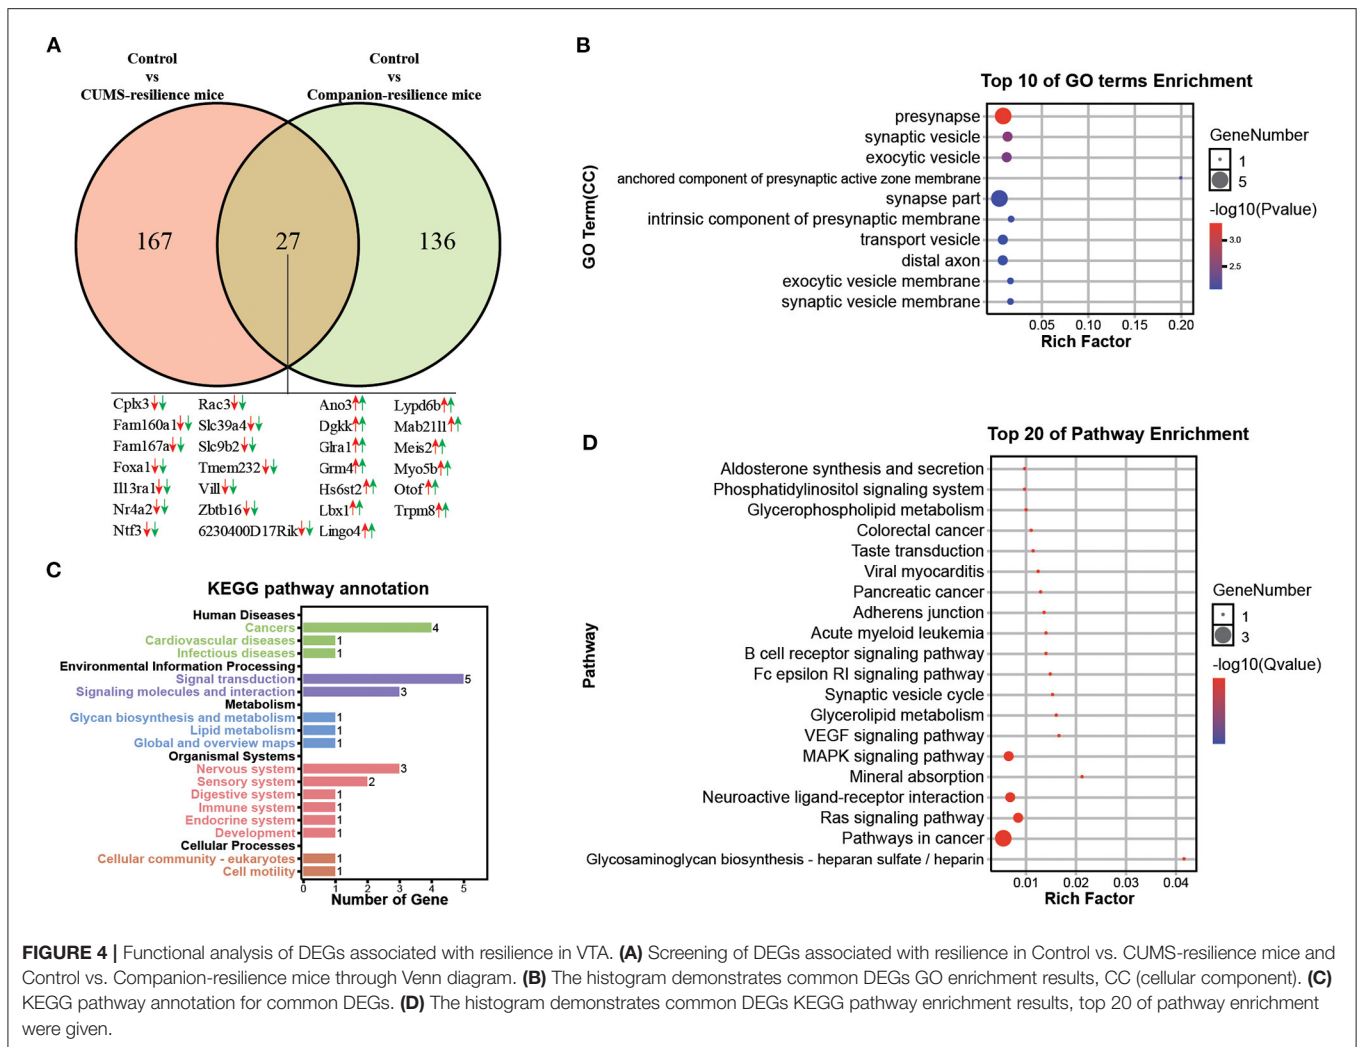 A
Control
vs
CUMS-resilience mice
Control
vs
Companion-resilience mice
167
27
136
Cplx3↓↓ Rac3↓↓ Ano3↑↑ Lypd6b↑↑
Fam160a1↓↓ Slc39a4↓↓ Dgkk↑↑ Mab21l1↑↑
Fam167a↓↓ Slc9b2↓↓ Glra1↑↑ Meis2↑↑
Foxa1↓↓ Tmem232↓↓ Grm4↑↑ Myo5b↑↑
Il13ra1↓↓ Vill↓↓ Hs6st2↑↑ Otof↑↑
Nr4a2↓↓ Zbtb16↓↓ Lbx1↑↑ Trpm8↑↑
Ntf3↓↓ 6230400D17Rik↓↓ Lingo4↑↑
B
Top 10 of GO terms Enrichment
GO Term(CC)
presynapse
synaptic vesicle
exocytic vesicle
anchored component of presynaptic active zone membrane
synapse part
intrinsic component of presynaptic membrane
transport vesicle
distal axon
exocytic vesicle membrane
synaptic vesicle membrane
0.05 0.10 0.15 0.20
Rich Factor
GeneNumber
1
5
-log10(Pvalue)
3.0
2.5
C
KEGG pathway annotation
Human Diseases
Cancers 4
Cardiovascular diseases 1
Infectious diseases 1
Environmental Information Processing
Signal transduction 5
Signaling molecules and interaction 3
Metabolism
Glycan biosynthesis and metabolism 1
Lipid metabolism 1
Global and overview maps 1
Organismal Systems
Nervous system 3
Sensory system 2
Digestive system 1
Immune system 1
Endocrine system 1
Development 1
Cellular Processes
Cellular community - eukaryotes 1
Cell motility 1
0 1 2 3 4 5
Number of Gene
D
Top 20 of Pathway Enrichment
Pathway
Aldosterone synthesis and secretion
Phosphatidylinositol signaling system
Glycerophospholipid metabolism
Colorectal cancer
Taste transduction
Viral myocarditis
Pancreatic cancer
Adherens junction
Acute myeloid leukemia
B cell receptor signaling pathway
Fc epsilon RI signaling pathway
Synaptic vesicle cycle
Glycerolipid metabolism
VEGF signaling pathway
MAPK signaling pathway
Mineral absorption
Neuroactive ligand-receptor interaction
Ras signaling pathway
Pathways in cancer
Glycosaminoglycan biosynthesis - heparan sulfate / heparin
0.01 0.02 0.03 0.04
Rich Factor
GeneNumber
1
3
-log10(Qvalue)
FIGURE 4 | Functional analysis of DEGs associated with resilience in VTA. (A) Screening of DEGs associated with resilience in Control vs. CUMS-resilience mice and
Control vs. Companion-resilience mice through Venn diagram. (B) The histogram demonstrates common DEGs GO enrichment results, CC (cellular component). (C)
KEGG pathway annotation for common DEGs. (D) The histogram demonstrates common DEGs KEGG pathway enrichment results, top 20 of pathway enrichment
were given.